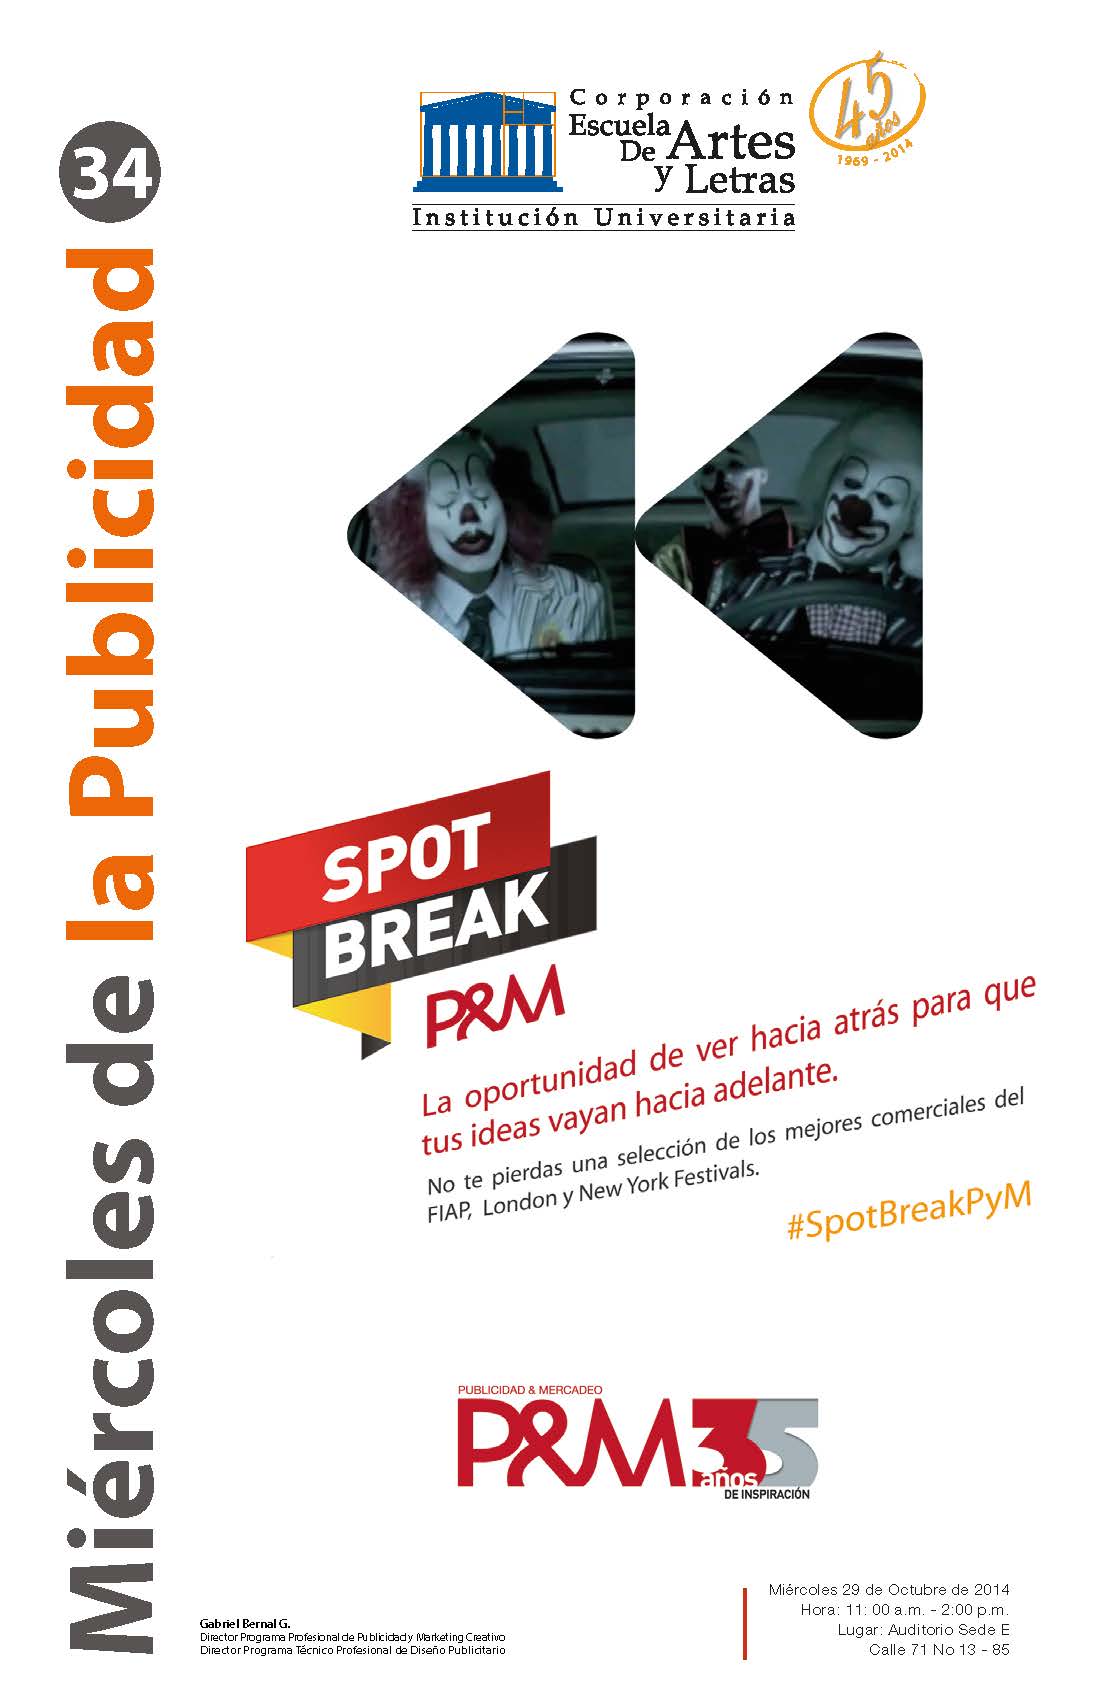 34
Miércoles de la Publicidad
Corporación
Escuela
De Artes
y Letras
Institución Universitaria
45
años
1969 - 2014
SPOT
BREAK
P&M
La oportunidad de ver hacia atrás para que
tus ideas vayan hacia adelante.
No te pierdas una selección de los mejores comerciales del
FIAP, London y New York Festivals.
#SpotBreakPyM
PUBLICIDAD & MERCADEO
P&M 35
años
DE INSPIRACIÓN
Gabriel Bernal G.
Director Programa Profesional de Publicidad y Marketing Creativo
Director Programa Técnico Profesional de Diseño Publicitario
Miércoles 29 de Octubre de 2014
Hora: 11: 00 a.m. - 2:00 p.m.
Lugar: Auditorio Sede E
Calle 71 No 13 - 85